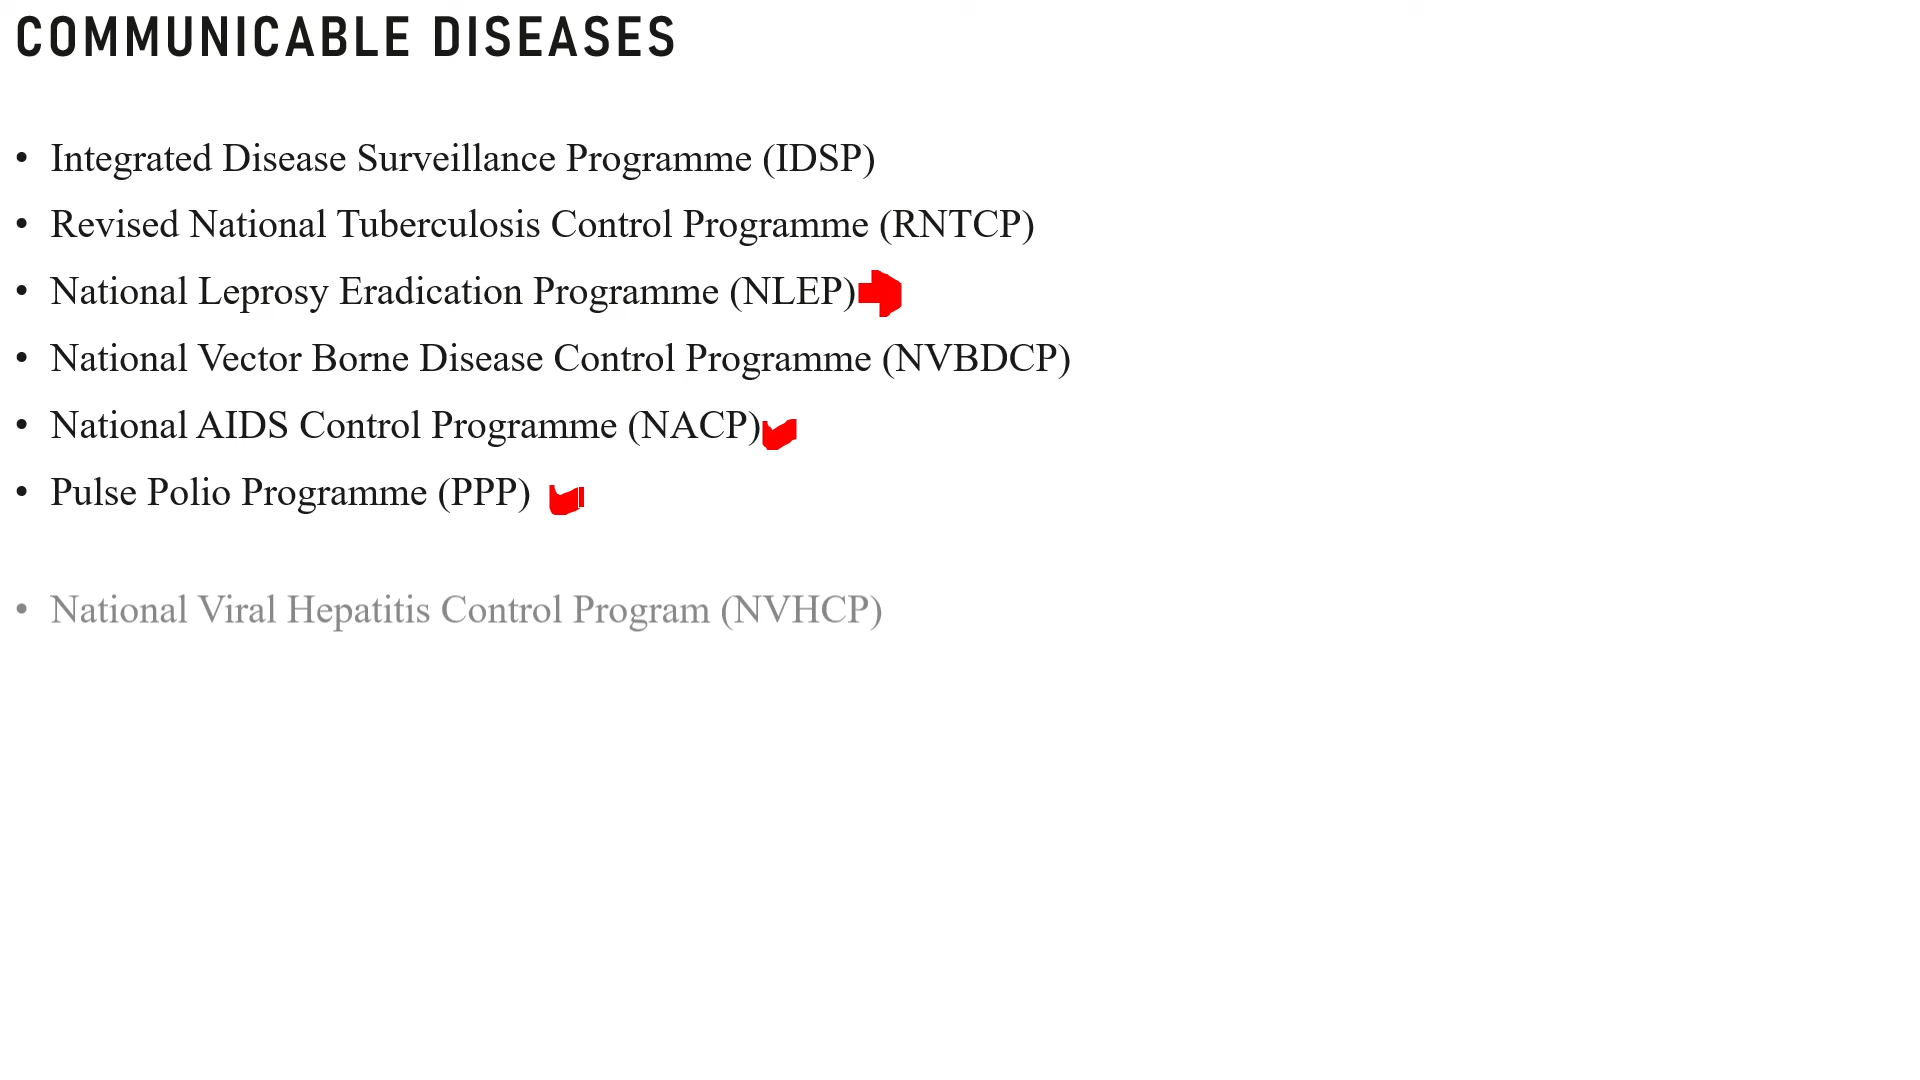 COMMUNICABLE DISEASES
• Integrated Disease Surveillance Programme (IDSP)
• Revised National Tuberculosis Control Programme (RNTCP)
• National Leprosy Eradication Programme (NLEP)
• National Vector Borne Disease Control Programme (NVBDCP)
• National AIDS Control Programme (NACP)
• Pulse Polio Programme (PPP)
• National Viral Hepatitis Control Program (NVHCP)